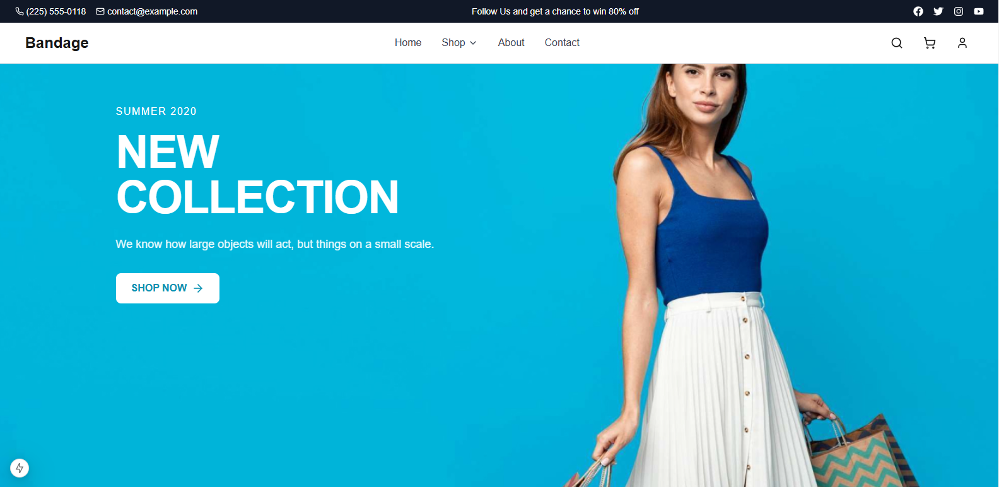 (225) 555-0118 contact@example.com Follow Us and get a chance to win 80% off
Bandage Home Shop About Contact
SUMMER 2020
NEW
COLLECTION
We know how large objects will act, but things on a small scale.
SHOP NOW